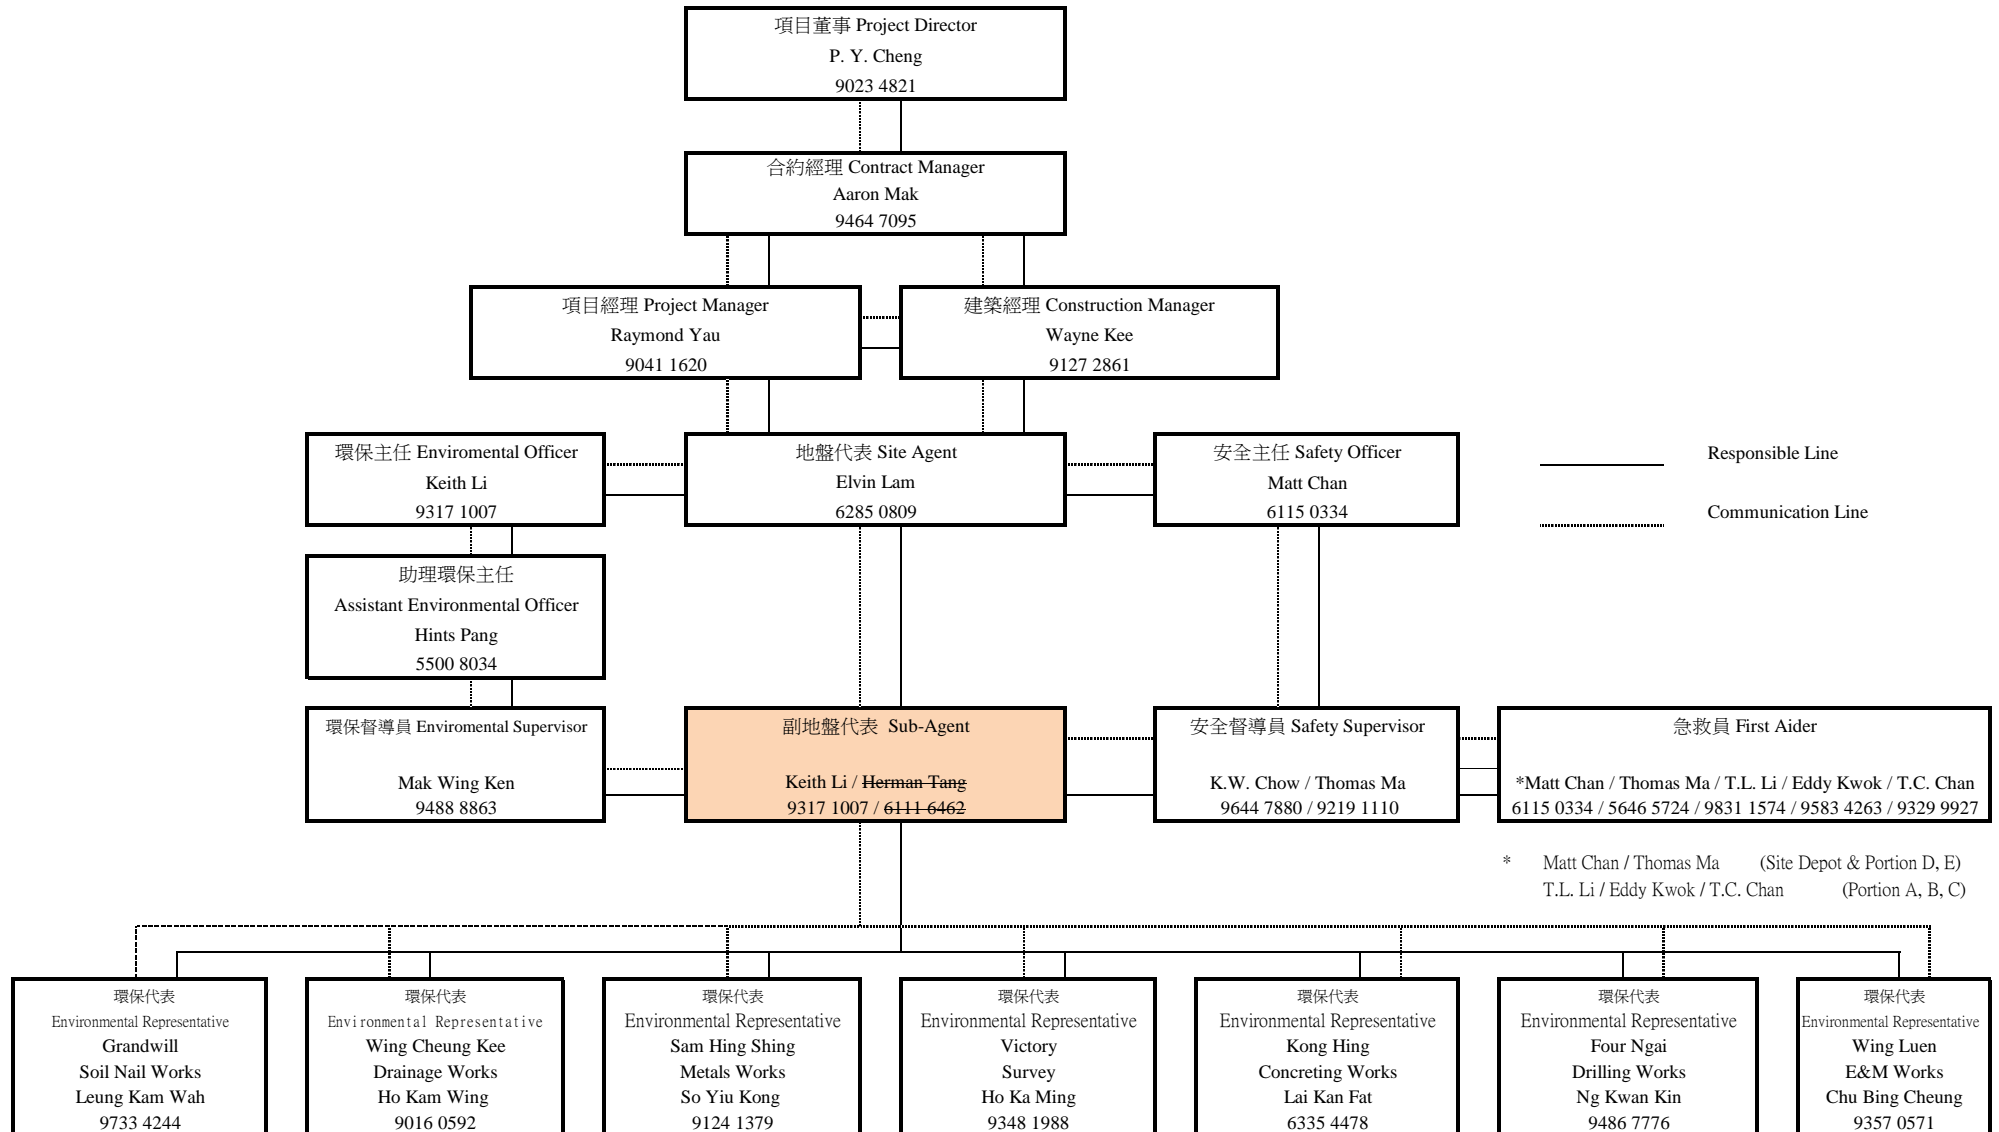 項目董事 Project Director
P. Y. Cheng
9023 4821
合約經理 Contract Manager
Aaron Mak
9464 7095
項目經理 Project Manager
Raymond Yau
9041 1620
建築經理 Construction Manager
Wayne Kee
9127 2861
環保主任 Enviromental Officer
Keith Li
9317 1007
地盤代表 Site Agent
Elvin Lam
6285 0809
安全主任 Safety Officer
Matt Chan
6115 0334
Responsible Line
Communication Line
助理環保主任
Assistant Environmental Officer
Hints Pang
5500 8034
環保督導員 Enviromental Supervisor
Mak Wing Ken
9488 8863
副地盤代表 Sub-Agent
Keith Li / Herman Tang
9317 1007 / 6111 6462
安全督導員 Safety Supervisor
K.W. Chow / Thomas Ma
9644 7880 / 9219 1110
急救員 First Aider
*Matt Chan / Thomas Ma / T.L. Li / Eddy Kwok / T.C. Chan
6115 0334 / 5646 5724 / 9831 1574 / 9583 4263 / 9329 9927
* Matt Chan / Thomas Ma (Site Depot & Portion D, E)
T.L. Li / Eddy Kwok / T.C. Chan (Portion A, B, C)
環保代表
Environmental Representative
Grandwill
Soil Nail Works
Leung Kam Wah
9733 4244
環保代表
Environmental Representative
Wing Cheung Kee
Drainage Works
Ho Kam Wing
9016 0592
環保代表
Environmental Representative
Sam Hing Shing
Metals Works
So Yiu Kong
9124 1379
環保代表
Environmental Representative
Victory
Survey
Ho Ka Ming
9348 1988
環保代表
Environmental Representative
Kong Hing
Concreting Works
Lai Kan Fat
6335 4478
環保代表
Environmental Representative
Four Ngai
Drilling Works
Ng Kwan Kin
9486 7776
環保代表
Environmental Representative
Wing Luen
E&M Works
Chu Bing Cheung
9357 0571